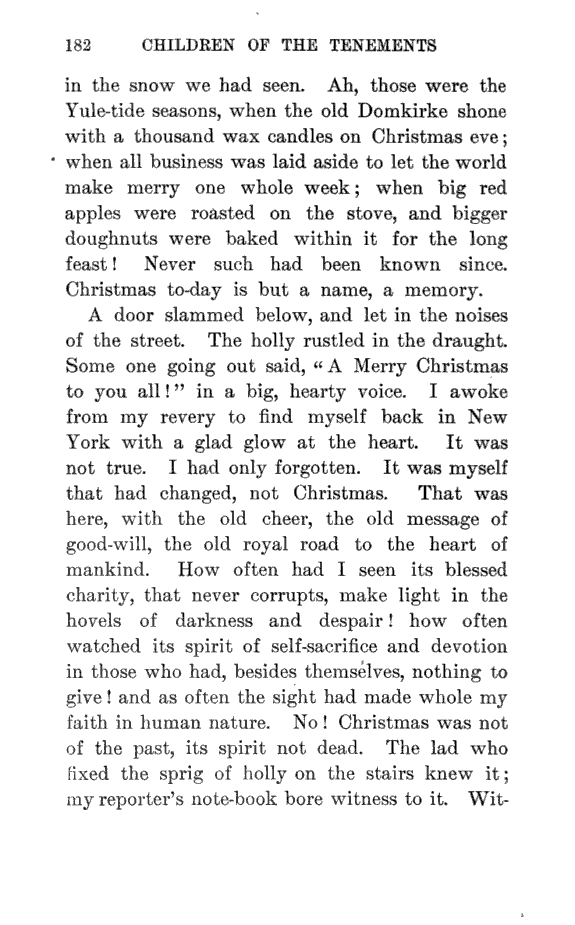 182 CHILDREN OF THE TENEMENTS
in the snow we had seen. Ah, those were the
Yule-tide seasons, when the old Domkirke shone
with a thousand wax candles on Christmas eve;
when all business was laid aside to let the world
make merry one whole week; when big red
apples were roasted on the stove, and bigger
doughnuts were baked within it for the long
feast! Never such had been known since.
Christmas to-day is but a name, a memory.
A door slammed below, and let in the noises
of the street. The holly rustled in the draught.
Some one going out said, “A Merry Christmas
to you all!” in a big, hearty voice. I awoke
from my revery to find myself back in New
York with a glad glow at the heart. It was
not true. I had only forgotten. It was myself
that had changed, not Christmas. That was
here, with the old cheer, the old message of
good-will, the old royal road to the heart of
mankind. How often had I seen its blessed
charity, that never corrupts, make light in the
hovels of darkness and despair! how often
watched its spirit of self-sacrifice and devotion
in those who had, besides themselves, nothing to
give! and as often the sight had made whole my
faith in human nature. No! Christmas was not
of the past, its spirit not dead. The lad who
fixed the sprig of holly on the stairs knew it;
my reporter’s note-book bore witness to it. Wit-